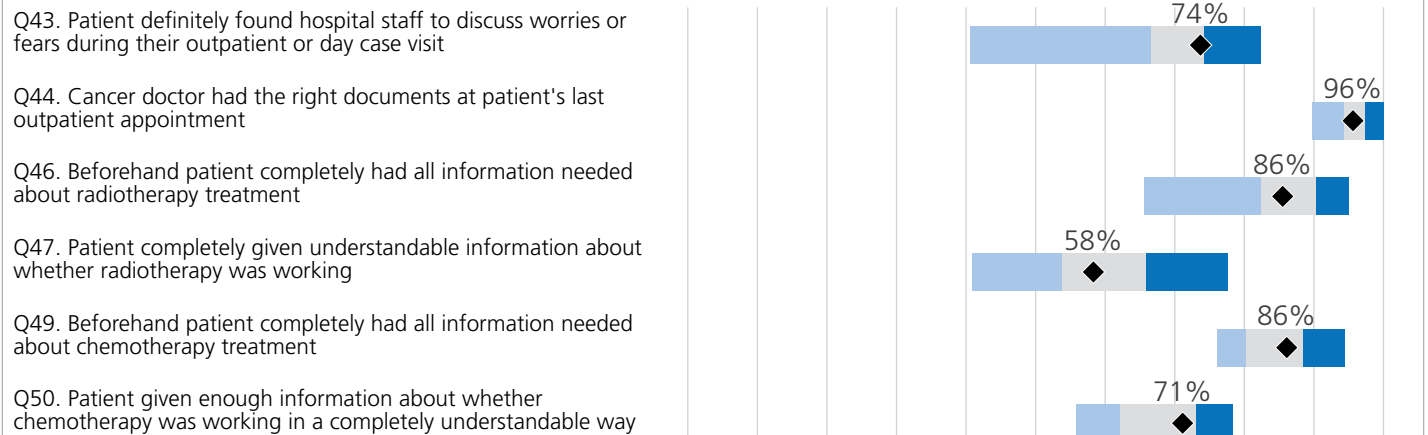 Q43. Patient definitely found hospital staff to discuss worries or
fears during their outpatient or day case visit
74%
Q44. Cancer doctor had the right documents at patient's last
outpatient appointment
96%
Q46. Beforehand patient completely had all information needed
about radiotherapy treatment
86%
Q47. Patient completely given understandable information about
whether radiotherapy was working
58%
Q49. Beforehand patient completely had all information needed
about chemotherapy treatment
86%
Q50. Patient given enough information about whether
chemotherapy was working in a completely understandable way
71%